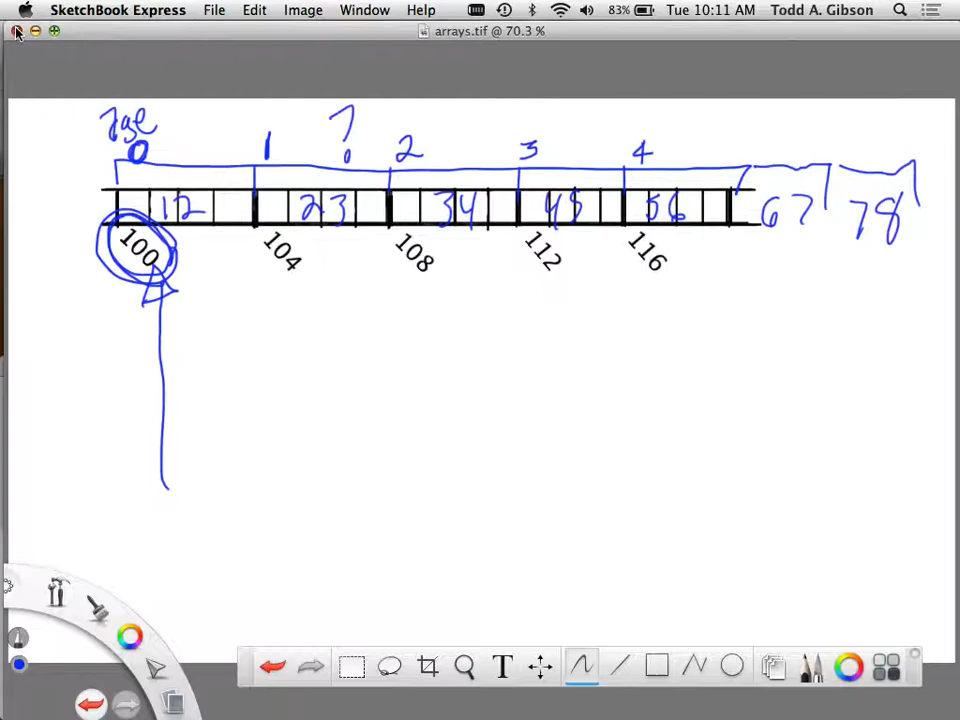 SketchBook Express File Edit Image Window Help 83% Tue 10:11 AM Todd A. Gibson
arrays.tif @ 70.3 %
age ?
0 1 2 3 4
12 23 34 45 56 67 78
100 104 108 112 116
T